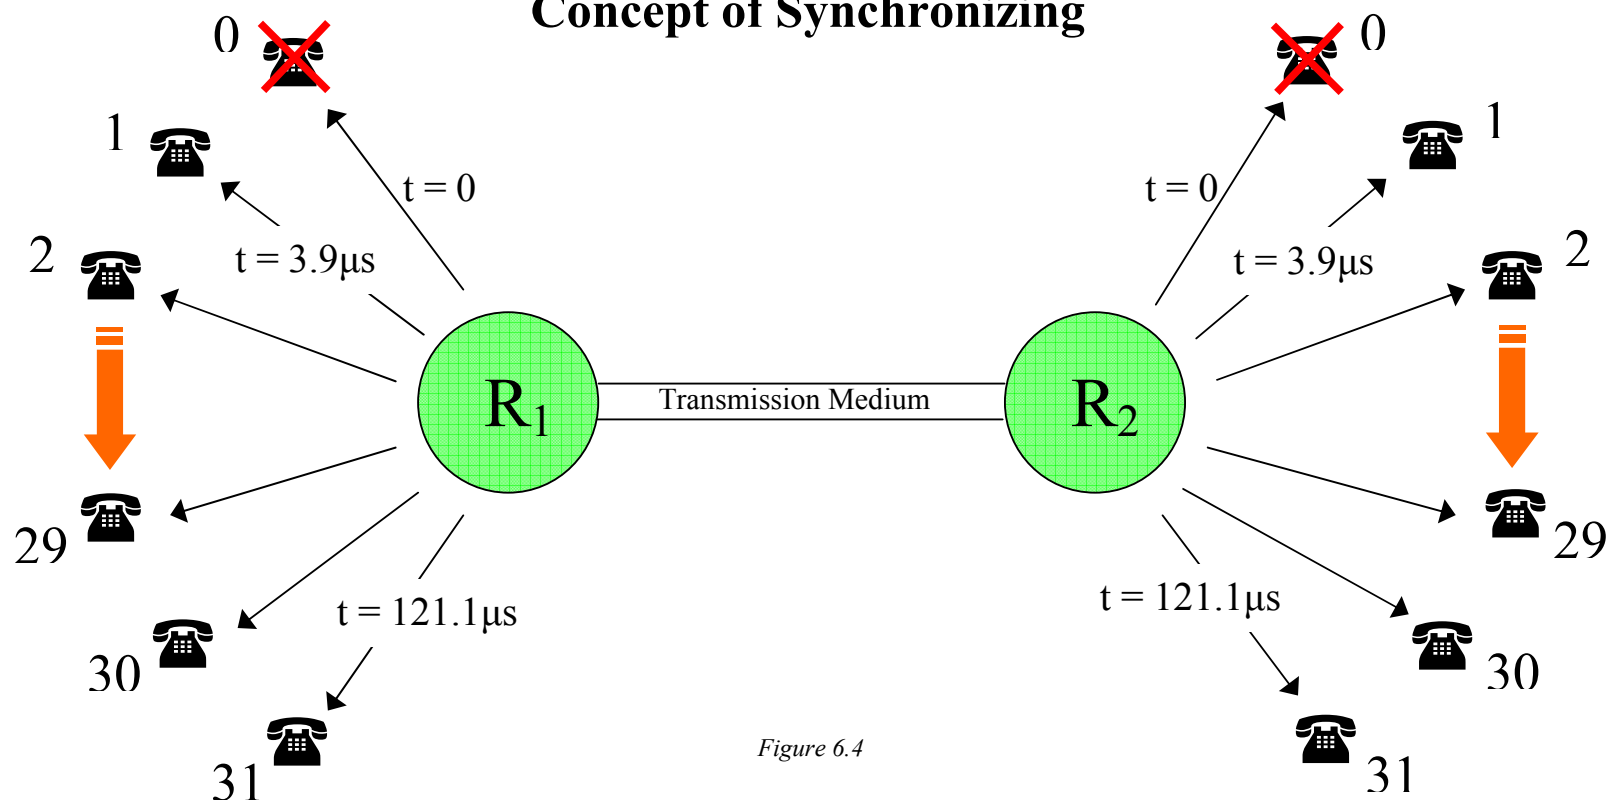 Concept of Synchronizing
0
0
1
1
t = 0
t = 0
2
2
t = 3.9μs
t = 3.9μs
R1
Transmission Medium
R2
29
29
t = 121.1μs
t = 121.1μs
30
30
Figure 6.4
31
31